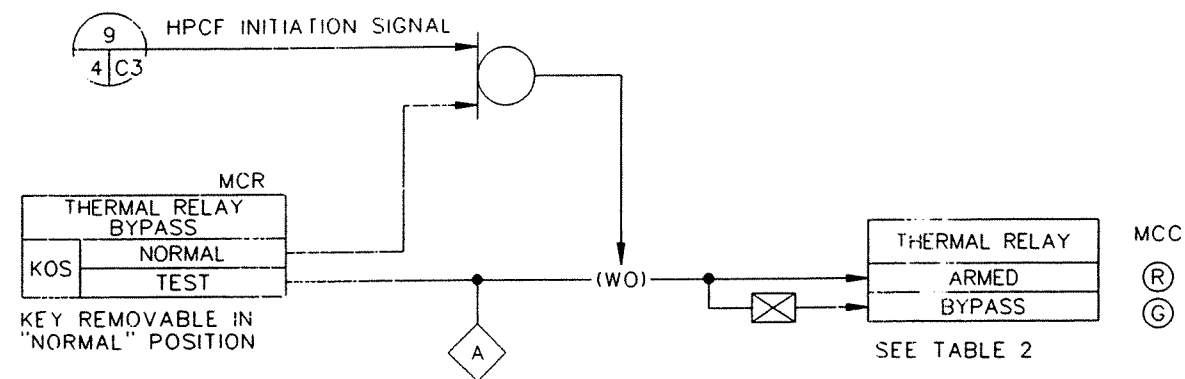 9
HPCF INITIATION SIGNAL
4 C3
MCR
THERMAL RELAY
BYPASS
KOS
NORMAL
TEST
KEY REMOVABLE IN
"NORMAL" POSITION
A
(WO)
THERMAL RELAY
MCC
ARMED
R
BYPASS
G
SEE TABLE 2